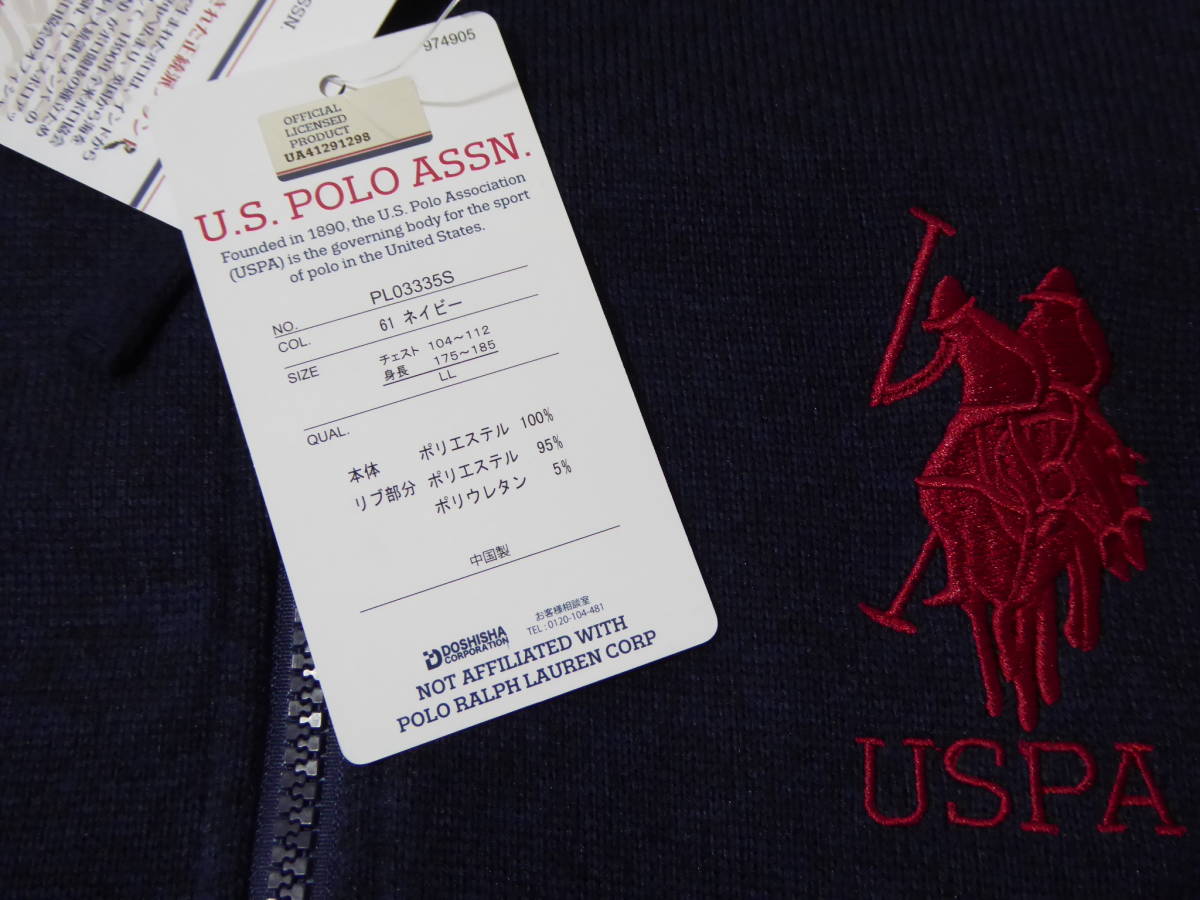 974905
OFFICIAL
LICENSED
PRODUCT
UA41291298
U.S. POLO ASSN.
Founded in 1890, the U.S. Polo Association
(USPA) is the governing body for the sport
of polo in the United States.
NO. PL03335S
COL. 61 ネイビー
SIZE チェスト 104～112
身長 175～185
LL
QUAL.
本体 ポリエステル 100%
リブ部分 ポリエステル 95%
ポリウレタン 5%
中国製
DOSHISHA
CORPORATION
お客様相談室
TEL : 0120-104-481
NOT AFFILIATED WITH
POLO RALPH LAUREN CORP
USPA
ASSN.